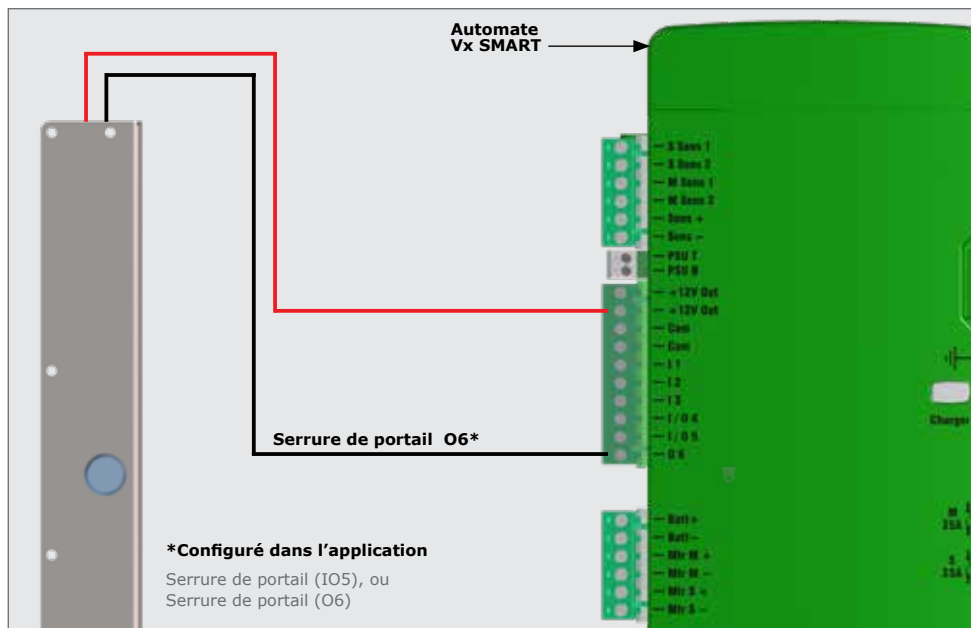 Automate
Vx SMART
S Sens 1
S Sens 2
M Sens 1
M Sens 2
Sens +
Sens −
PSU T
PSU N
+12V Out
+12V Out
Com
Com
I 1
I 2
I 3
I/O 4
I/O 5
O 6
Charger
Serrure de portail O6*
Batt+
Batt−
Mtr M +
Mtr M −
Mtr S +
Mtr S −
M
25A
S
*Configuré dans l’application
Serrure de portail (IO5), ou
Serrure de portail (O6)